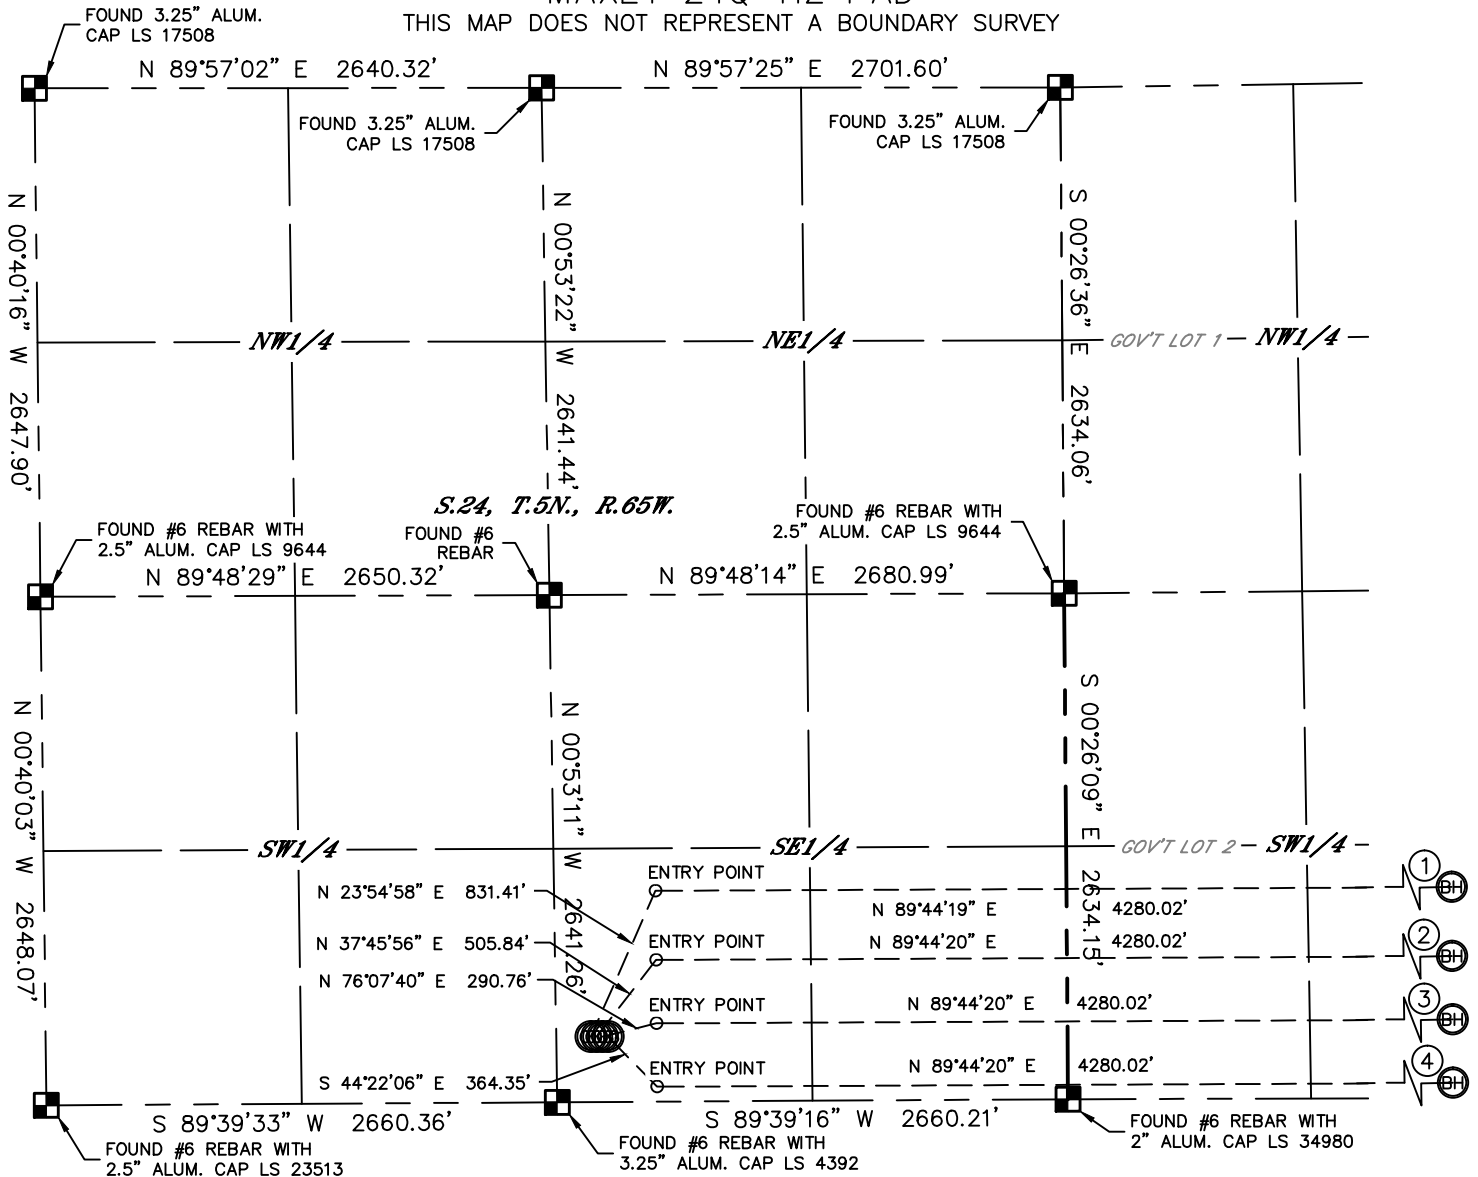 THIS MAP DOES NOT REPRESENT A BOUNDARY SURVEY
FOUND 3.25" ALUM.
CAP LS 17508
N 89°57'02" E 2640.32'
N 89°57'25" E 2701.60'
FOUND 3.25" ALUM.
CAP LS 17508
FOUND 3.25" ALUM.
CAP LS 17508
N 00°40'16" W 2647.90'
N 00°53'22" W 2641.44'
S 00°26'36" E 2634.06'
NW1/4
NE1/4
GOV'T LOT 1
NW1/4
S.24, T.5N., R.65W.
FOUND #6 REBAR WITH
2.5" ALUM. CAP LS 9644
FOUND #6
REBAR
FOUND #6 REBAR WITH
2.5" ALUM. CAP LS 9644
N 89°48'29" E 2650.32'
N 89°48'14" E 2680.99'
N 00°40'03" W 2648.07'
N 00°53'11" W 2641.26'
S 00°26'09" E 2634.15'
SW1/4
SE1/4
GOV'T LOT 2
SW1/4
ENTRY POINT
N 23°54'58" E 831.41'
N 89°44'19" E 4280.02'
1
BH
N 37°45'56" E 505.84'
ENTRY POINT
N 89°44'20" E 4280.02'
2
BH
N 76°07'40" E 290.76'
ENTRY POINT
N 89°44'20" E 4280.02'
3
BH
S 44°22'06" E 364.35'
ENTRY POINT
N 89°44'20" E 4280.02'
4
BH
S 89°39'33" W 2660.36'
S 89°39'16" W 2660.21'
FOUND #6 REBAR WITH
2.5" ALUM. CAP LS 23513
FOUND #6 REBAR WITH
3.25" ALUM. CAP LS 4392
FOUND #6 REBAR WITH
2" ALUM. CAP LS 34980